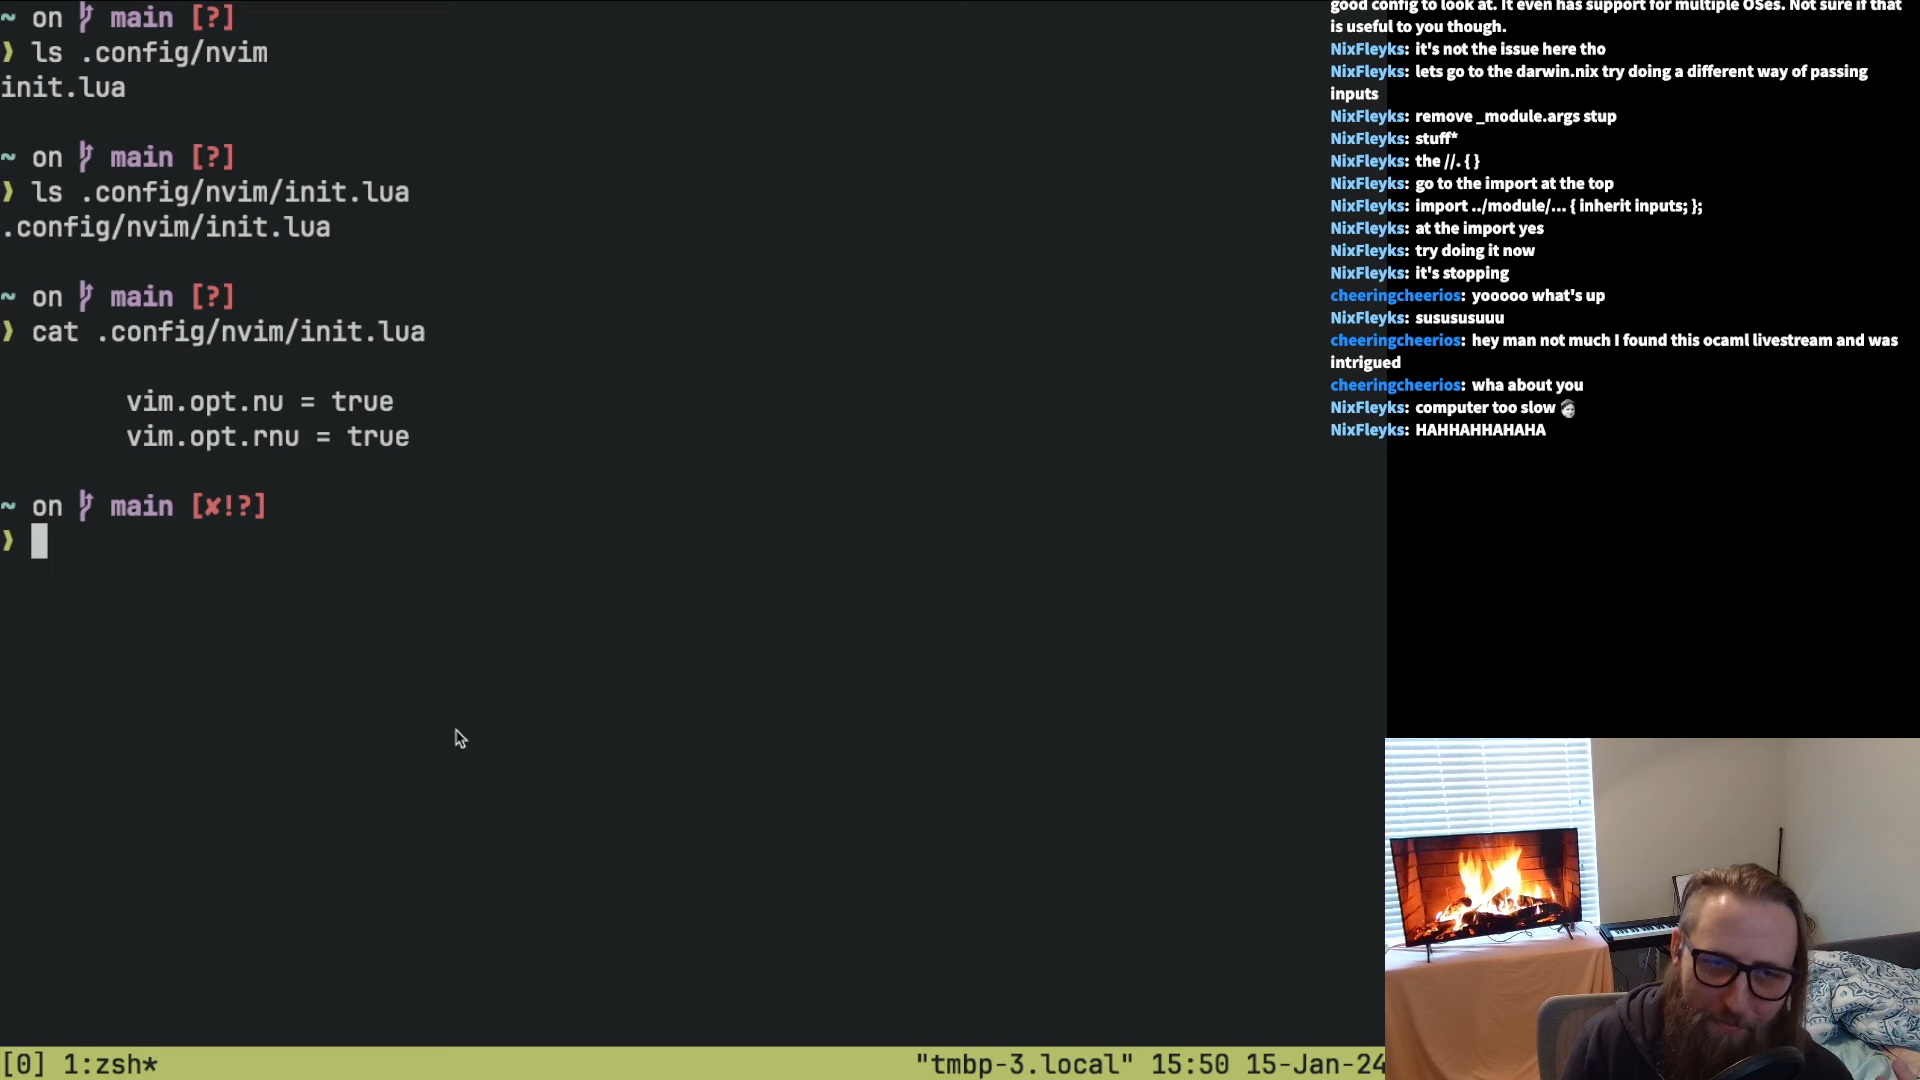 ~ on main [?]
❯ ls .config/nvim
init.lua
~ on main [?]
❯ ls .config/nvim/init.lua
.config/nvim/init.lua
~ on main [?]
❯ cat .config/nvim/init.lua
vim.opt.nu = true
vim.opt.rnu = true
~ on main [✘!?]
❯
[0] 1:zsh* "tmbp-3.local" 15:50 15-Jan-24
good config to look at. It even has support for multiple OSes. Not sure if that
is useful to you though.
NixFleyks: it's not the issue here tho
NixFleyks: lets go to the darwin.nix try doing a different way of passing
inputs
NixFleyks: remove _module.args stup
NixFleyks: stuff*
NixFleyks: the //. { }
NixFleyks: go to the import at the top
NixFleyks: import ../module/... { inherit inputs; };
NixFleyks: at the import yes
NixFleyks: try doing it now
NixFleyks: it's stopping
cheeringcheerios: yooooo what's up
NixFleyks: susususuuu
cheeringcheerios: hey man not much I found this ocaml livestream and was
intrigued
cheeringcheerios: wha about you
NixFleyks: computer too slow
NixFleyks: HAHHAHHAHAHA